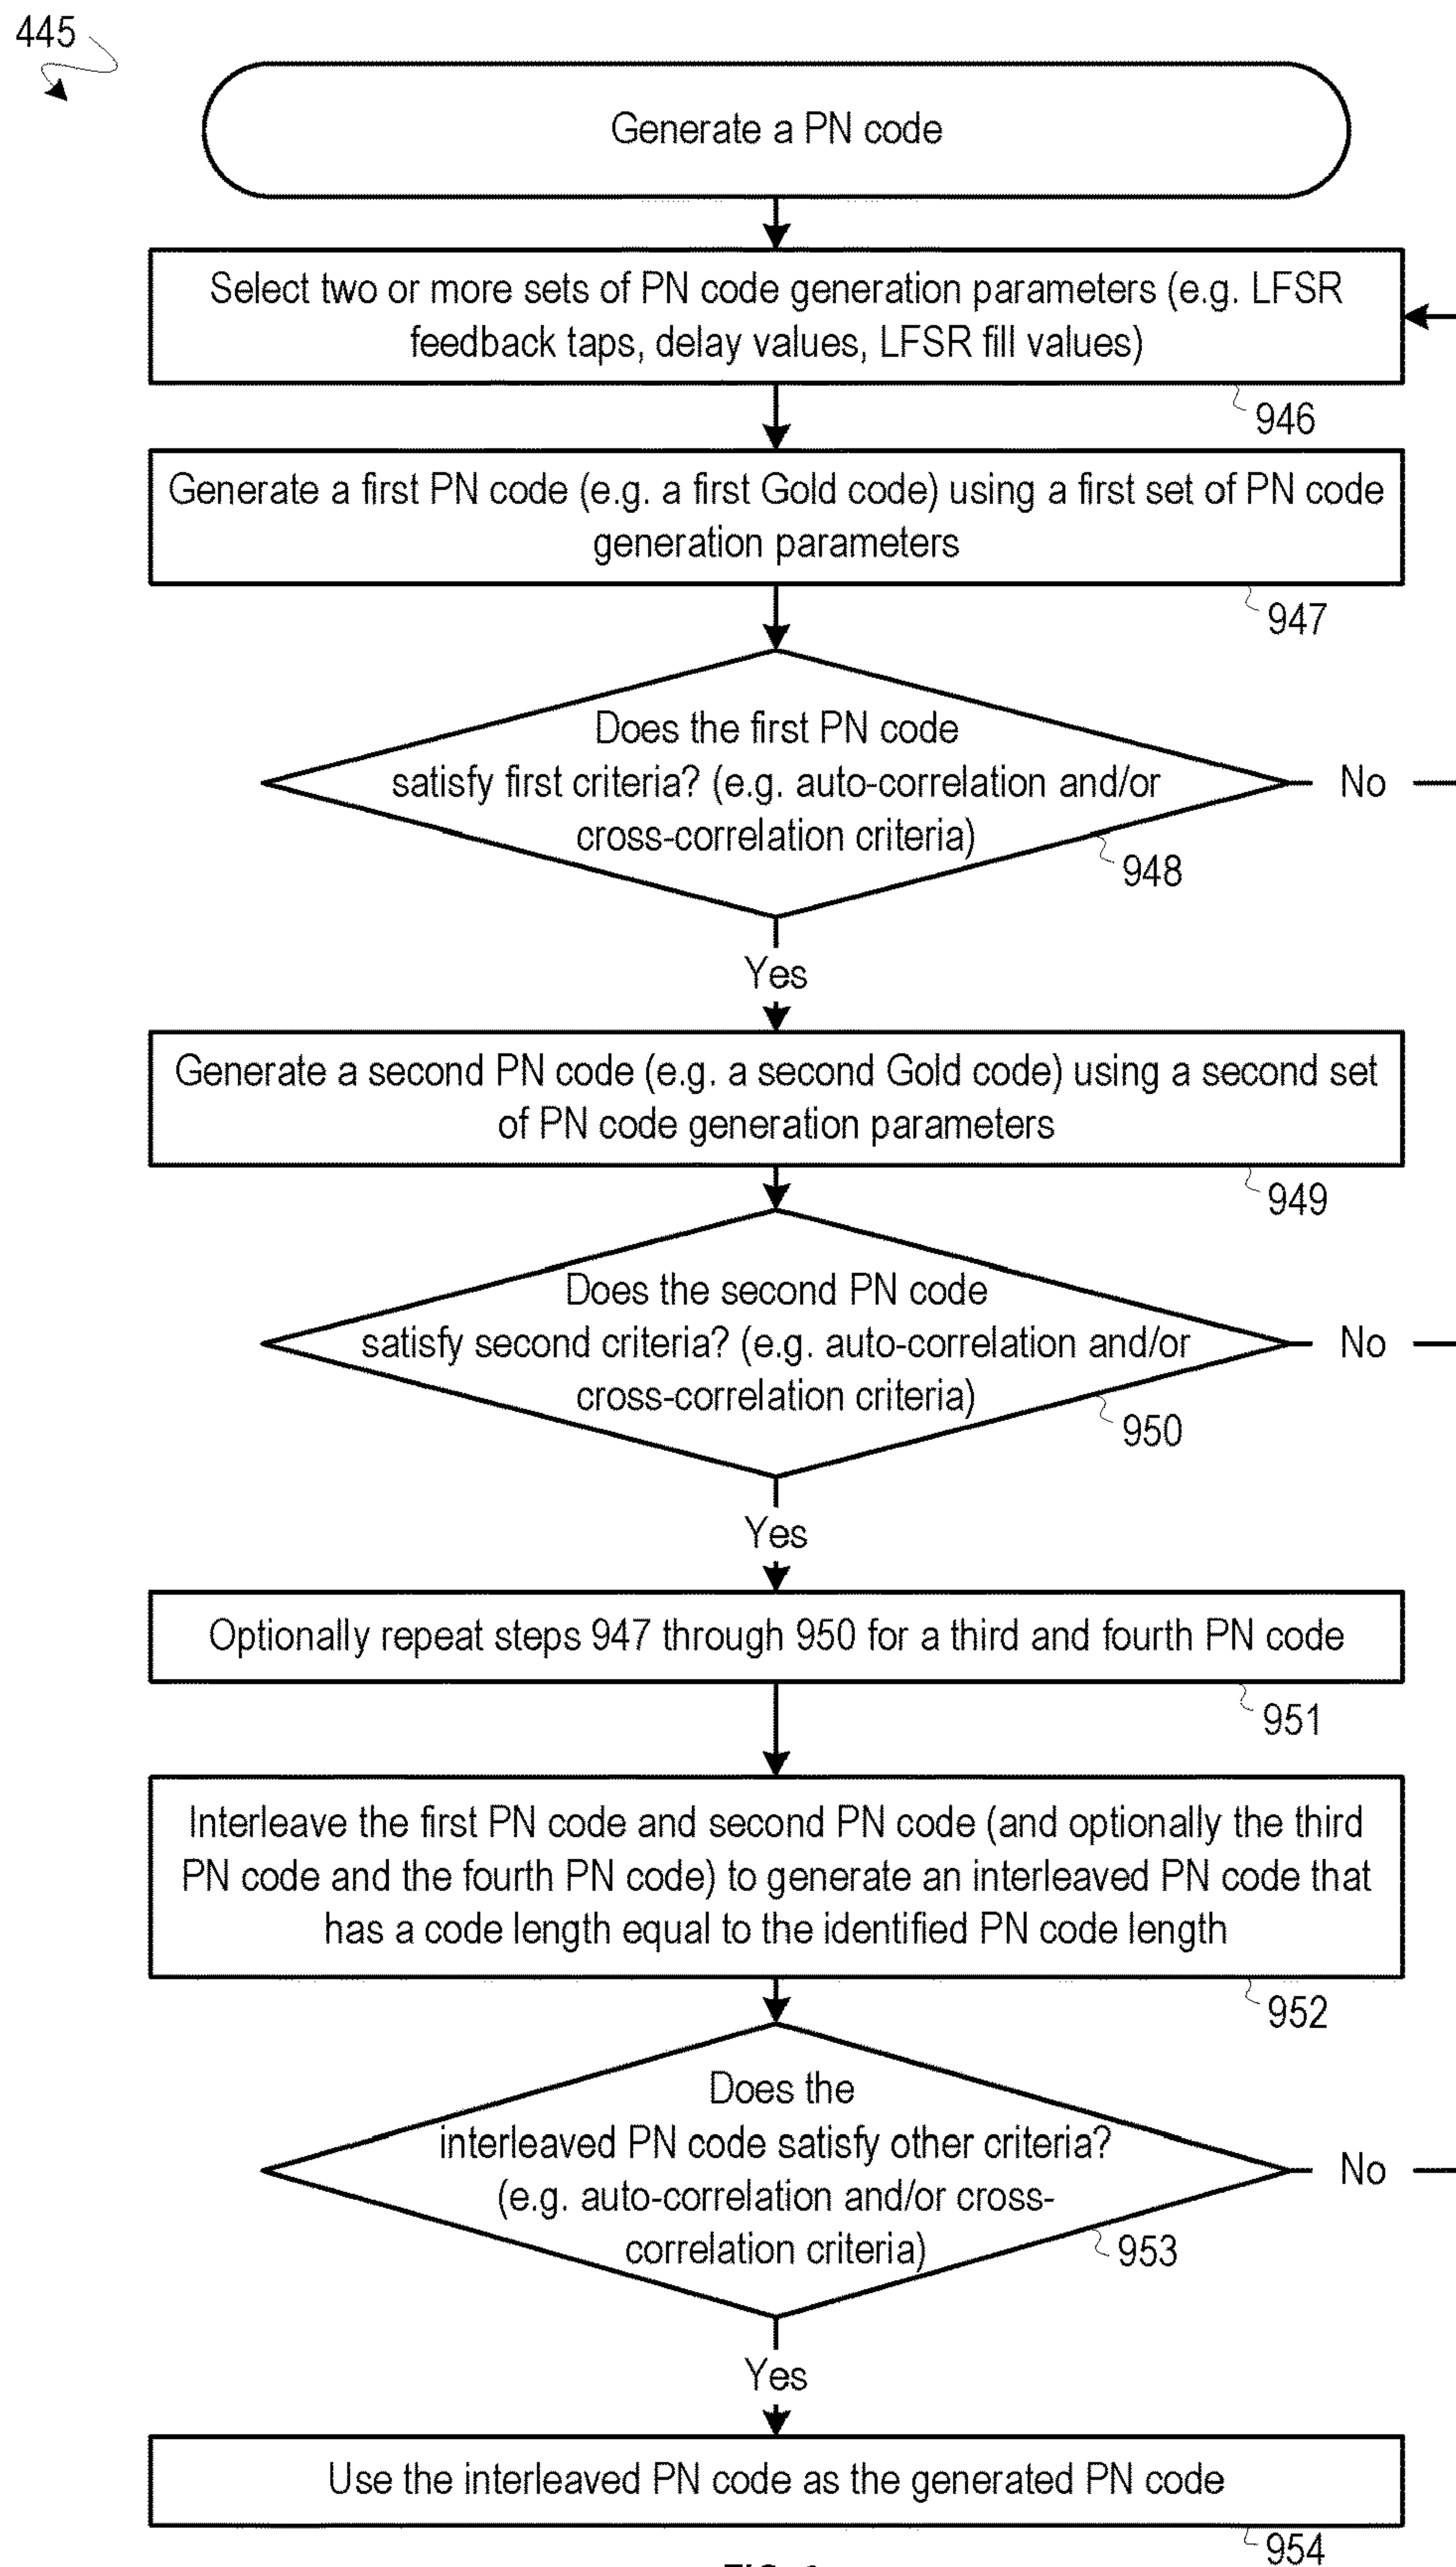 445
Generate a PN code
Select two or more sets of PN code generation parameters (e.g. LFSR
feedback taps, delay values, LFSR fill values)
946
Generate a first PN code (e.g. a first Gold code) using a first set of PN code
generation parameters
947
Does the first PN code
satisfy first criteria? (e.g. auto-correlation and/or
cross-correlation criteria)
No
948
Yes
Generate a second PN code (e.g. a second Gold code) using a second set
of PN code generation parameters
949
Does the second PN code
satisfy second criteria? (e.g. auto-correlation and/or
cross-correlation criteria)
No
950
Yes
Optionally repeat steps 947 through 950 for a third and fourth PN code
951
Interleave the first PN code and second PN code (and optionally the third
PN code and the fourth PN code) to generate an interleaved PN code that
has a code length equal to the identified PN code length
952
Does the
interleaved PN code satisfy other criteria?
(e.g. auto-correlation and/or cross-
correlation criteria)
No
953
Yes
Use the interleaved PN code as the generated PN code
954